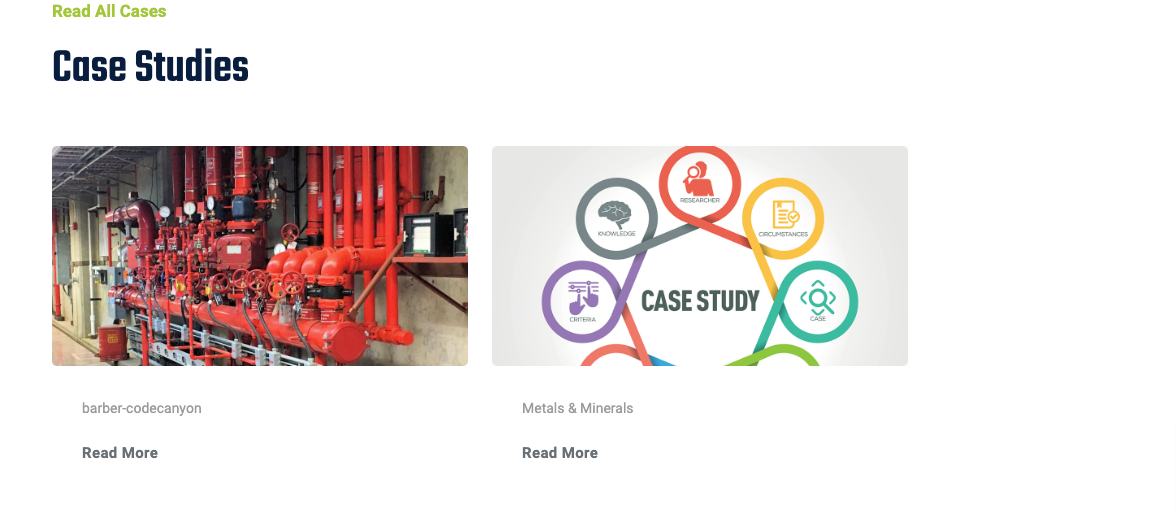 Read All Cases
Case Studies
RESEARCHER
KNOWLEDGE
CIRCUMSTANCES
CRITERIA
CASE STUDY
CASE
barber-codecanyon
Metals & Minerals
Read More
Read More